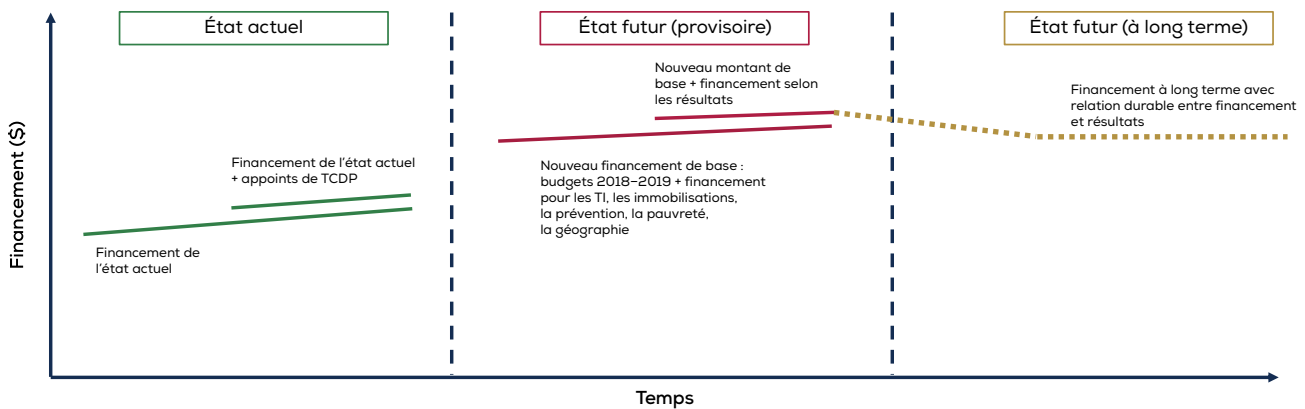 État actuel
État futur (provisoire)
État futur (à long terme)
Financement ($)
Financement de l'état actuel
+ appoints de TCDP
Financement de
l'état actuel
Nouveau montant de
base + financement selon
les résultats
Nouveau financement de base :
budgets 2018–2019 + financement
pour les TI, les immobilisations,
la prévention, la pauvreté,
la géographie
Financement à long terme avec
relation durable entre financement
et résultats
Temps